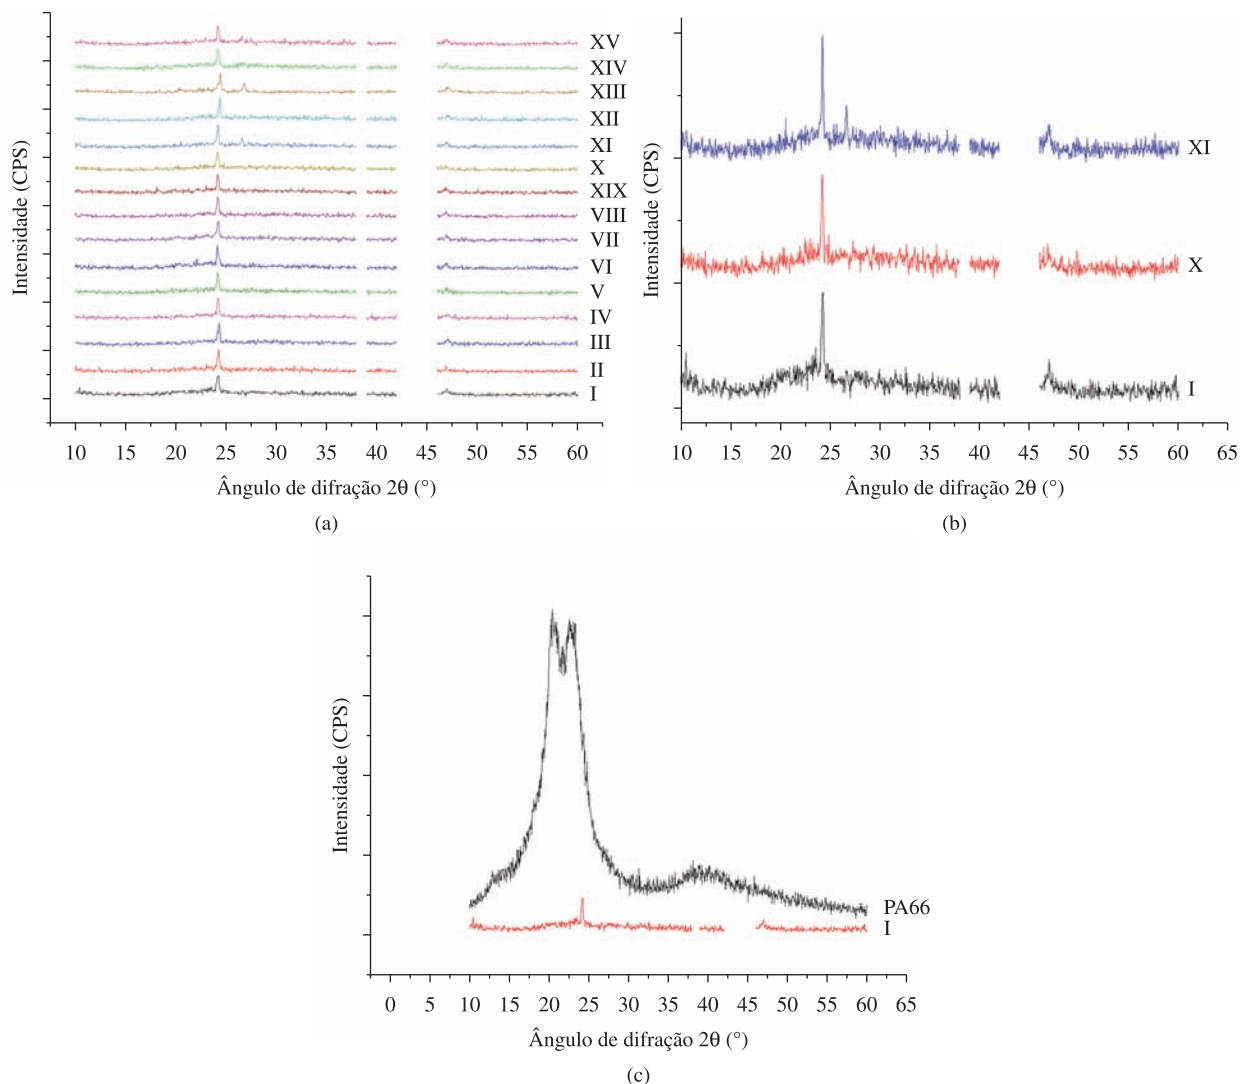 Intensidade (CPS)
XV
XIV
XIII
XII
XI
X
XIX
VIII
VII
VI
V
IV
III
II
I
10 15 20 25 30 35 40 45 50 55 60
Ângulo de difração 2θ (°)
(a)
Intensidade (CPS)
XI
X
I
10 15 20 25 30 35 40 45 50 55 60 65
Ângulo de difração 2θ (°)
(b)
Intensidade (CPS)
PA66
I
0 5 10 15 20 25 30 35 40 45 50 55 60 65
Ângulo de difração 2θ (°)
(c)